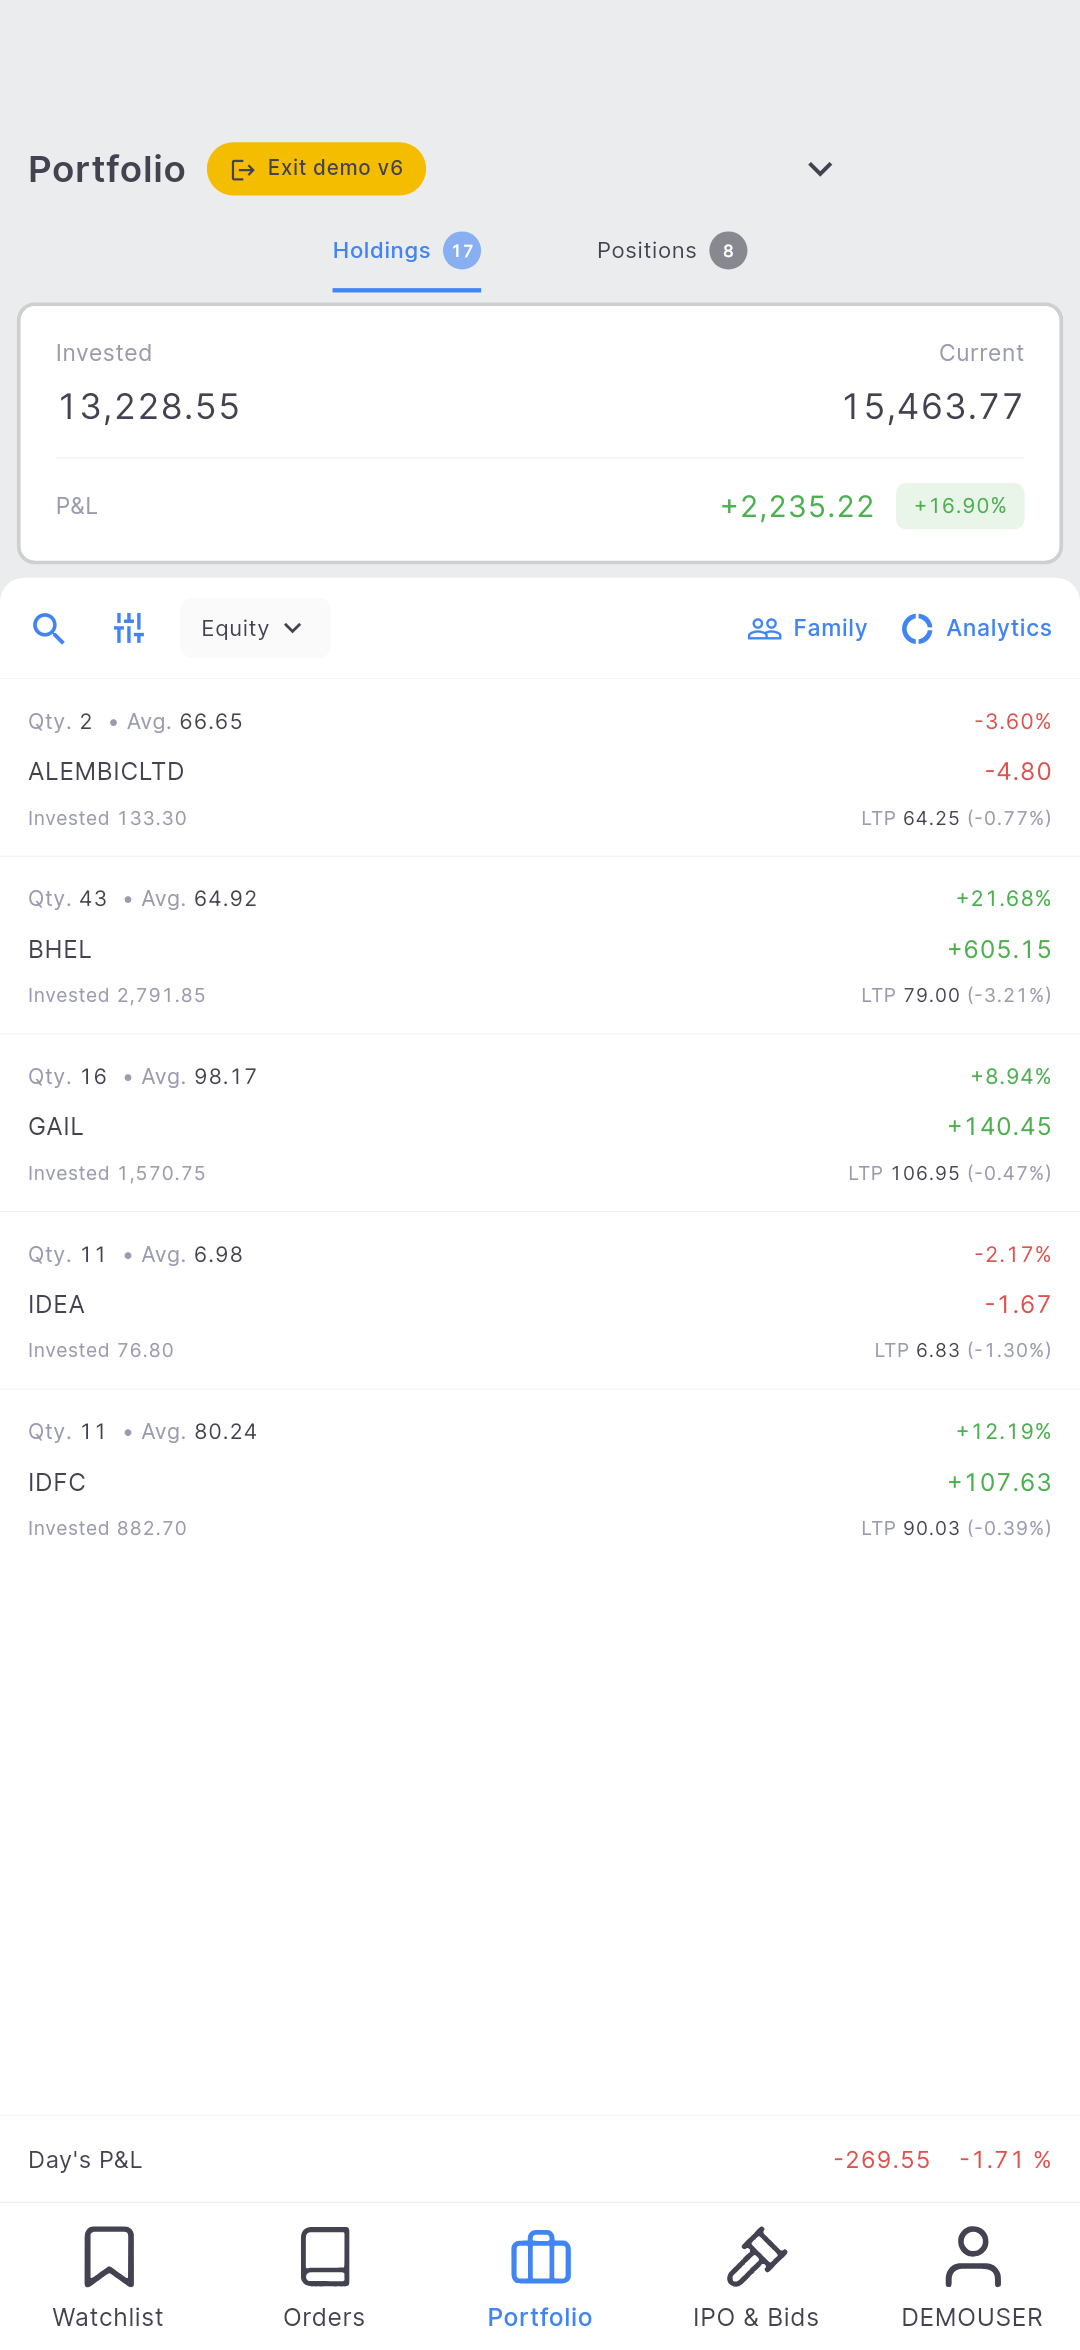 Portfolio Exit demo v6
Holdings 17 Positions 8
Invested Current
13,228.55 15,463.77
P&L +2,235.22 +16.90%
Equity Family Analytics
Qty. 2 • Avg. 66.65 -3.60%
ALEMBICLTD -4.80
Invested 133.30 LTP 64.25 (-0.77%)
Qty. 43 • Avg. 64.92 +21.68%
BHEL +605.15
Invested 2,791.85 LTP 79.00 (-3.21%)
Qty. 16 • Avg. 98.17 +8.94%
GAIL +140.45
Invested 1,570.75 LTP 106.95 (-0.47%)
Qty. 11 • Avg. 6.98 -2.17%
IDEA -1.67
Invested 76.80 LTP 6.83 (-1.30%)
Qty. 11 • Avg. 80.24 +12.19%
IDFC +107.63
Invested 882.70 LTP 90.03 (-0.39%)
Day's P&L -269.55 -1.71 %
Watchlist Orders Portfolio IPO & Bids DEMOUSER